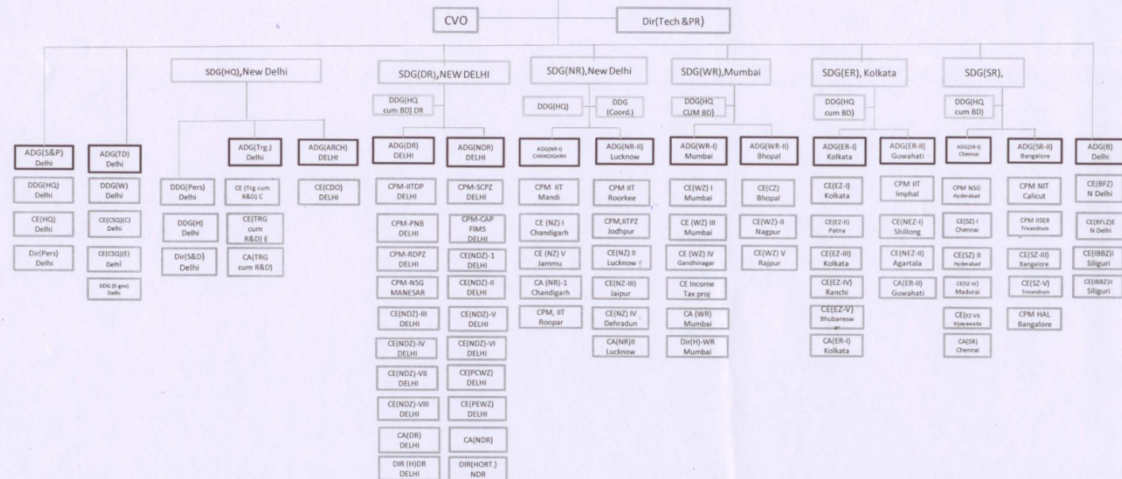 CVO
Dir(Tech &PR)
SDG(HQ),New Delhi
SDG(DR),NEW DELHI
SDG(NR),New Delhi
SDG(WR),Mumbai
SDG(ER), Kolkata
SDG(SR),
DDG(HQ
cum BD) DR
DDG(HQ)
DDG
(Coord.)
DDG(HQ
CUM BD)
DDG(HQ
cum BD)
DDG(HQ
cum BD)
ADG(S&P)
Delhi
DDG(HQ)
Delhi
CE(HQ)
Delhi
Dir(Pers)
Delhi
ADG(TD)
Delhi
DDG(W)
Delhi
CE(CSQ)(C)
Delhi
CE(CSQ)(E)
Delhi
DDG (E-gov)
Delhi
DDG(Pers)
Delhi
DDG(H)
Delhi
Dir(S&D)
Delhi
ADG(Trg.)
Delhi
CE (Trg cum
R&D) C
CE(TRG
cum
R&D) E
CA(TRG
cum R&D)
ADG(ARCH)
DELHI
CE(CDO)
DELHI
ADG(DR)
DELHI
CPM-IITDP
DELHI
CPM-PNB
DELHI
CPM-RDPZ
DELHI
CPM-NSG
MANESAR
CE(NDZ)-III
DELHI
CE(NDZ)-IV
DELHI
CE(NDZ)-VII
DELHI
CE(NDZ)-VIII
DELHI
CA(DR)
DELHI
DIR (H)DR
DELHI
ADG(NDR)
DELHI
CPM-SCPZ
DELHI
CPM-CAP
FIMS
DELHI
CE(NDZ)-1
DELHI
CE(NDZ)-II
DELHI
CE(NDZ)-V
DELHI
CE(NDZ)-VI
DELHI
CE(PCWZ)
DELHI
CE(PEWZ)
DELHI
CA(NDR)
DIR(HORT.)
NDR
ADG(NR-I)
CHANDIGARH
CPM IIT
Mandi
CE (NZ) I
Chandigarh
CE (NZ) V
Jammu
CA (NR)-1
Chandigarh
CPM, IIT
Roopar
ADG(NR-II)
Lucknow
CPM IIT
Roorkee
CPM,IITPZ
Jodhpur
CE(NZ) II
Lucknow
CE(NZ-III)
Jaipur
CE(NZ) IV
Dehradun
CA(NR)II
Lucknow
ADG(WR-I)
Mumbai
CE(WZ) I
Mumbai
CE (WZ) III
Mumbai
CE (WZ) IV
Gandhinagar
CE Income
Tax proj
CA (WR)
Mumbai
Dir(H)-WR
Mumbai
ADG(WR-II)
Bhopal
CE(CZ)
Bhopal
CE(WZ)-II
Nagpur
CE(WZ) V
Rajpur
ADG(ER-I)
Kolkata
CE(EZ-I)
Kolkata
CE(EZ-II)
Patna
CE(EZ-III)
Kolkata
CE(EZ-IV)
Ranchi
CE(EZ-V)
Bhubanesw
ar
CA(ER-I)
Kolkata
ADG(ER-II)
Guwahati
CPM IIT
Imphal
CE(NEZ-I)
Shillong
CE(NEZ-II)
Agartala
CA(ER-II)
Guwahati
ADG(SR-I)
Chennai
CPM NSG
Hyderabad
CE(SZ) I
Chennai
CE(SZ) II
Hyderabad
CE(SZ-IV)
Madurai
CE(EZ-VI)
Vijayawada
CA(SR)
Chennai
ADG(SR-II)
Bangalore
CPM NIT
Calicut
CPM IISER
Trivandrum
CE(SZ-III)
Bangalore
CE(SZ-V)
Trivandrum
CPM HAL
Bangalore
ADG(B)
Delhi
CE(BFZ)
N Delhi
CE(BFLZ)E
N Delhi
CE(IBBZ)I
Siliguri
CE(IBBZ)II
Siliguri